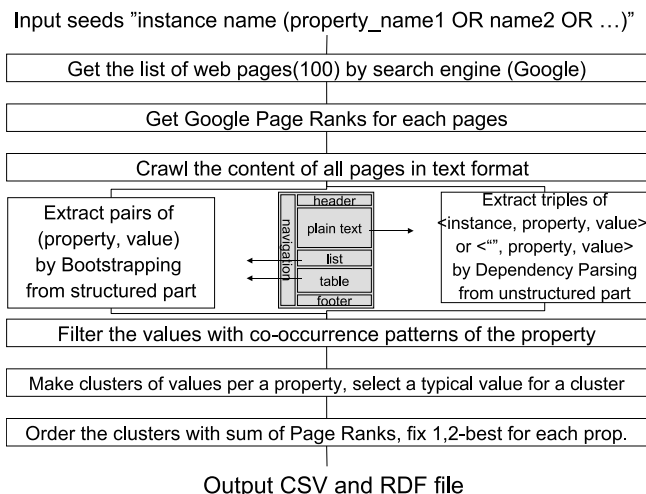 Input seeds ”instance name (property_name1 OR name2 OR …)”
Get the list of web pages(100) by search engine (Google)
Get Google Page Ranks for each pages
Crawl the content of all pages in text format
Extract pairs of
(property, value)
by Bootstrapping
from structured part
navigation
header
plain text
list
table
footer
Extract triples of
<instance, property, value>
or <“”, property, value>
by Dependency Parsing
from unstructured part
Filter the values with co-occurrence patterns of the property
Make clusters of values per a property, select a typical value for a cluster
Order the clusters with sum of Page Ranks, fix 1,2-best for each prop.
Output CSV and RDF file